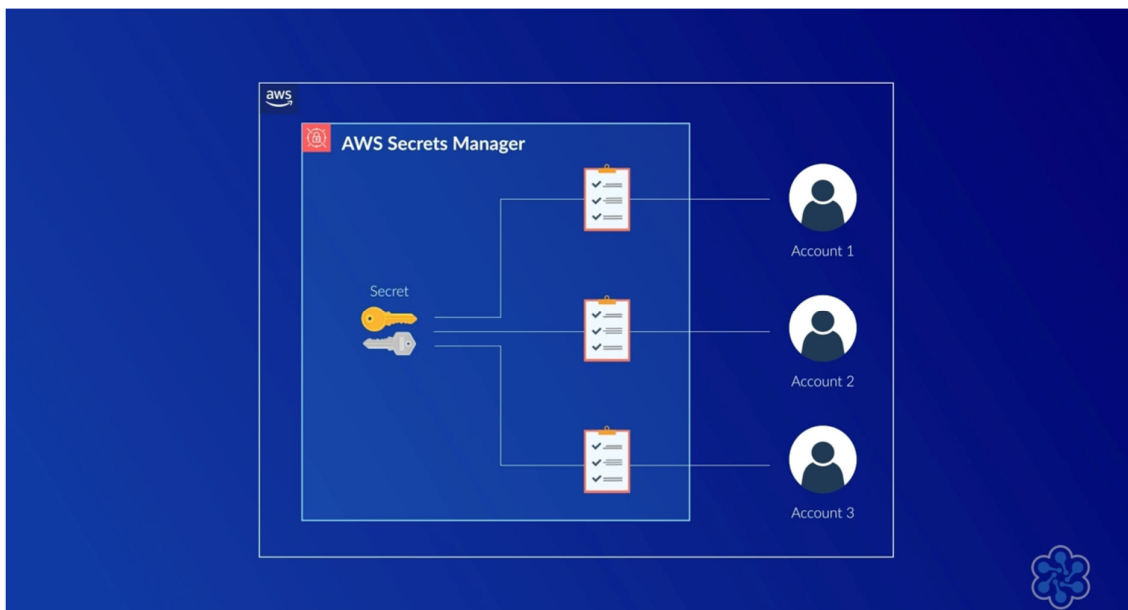 aws
AWS Secrets Manager
Secret
Account 1
Account 2
Account 3